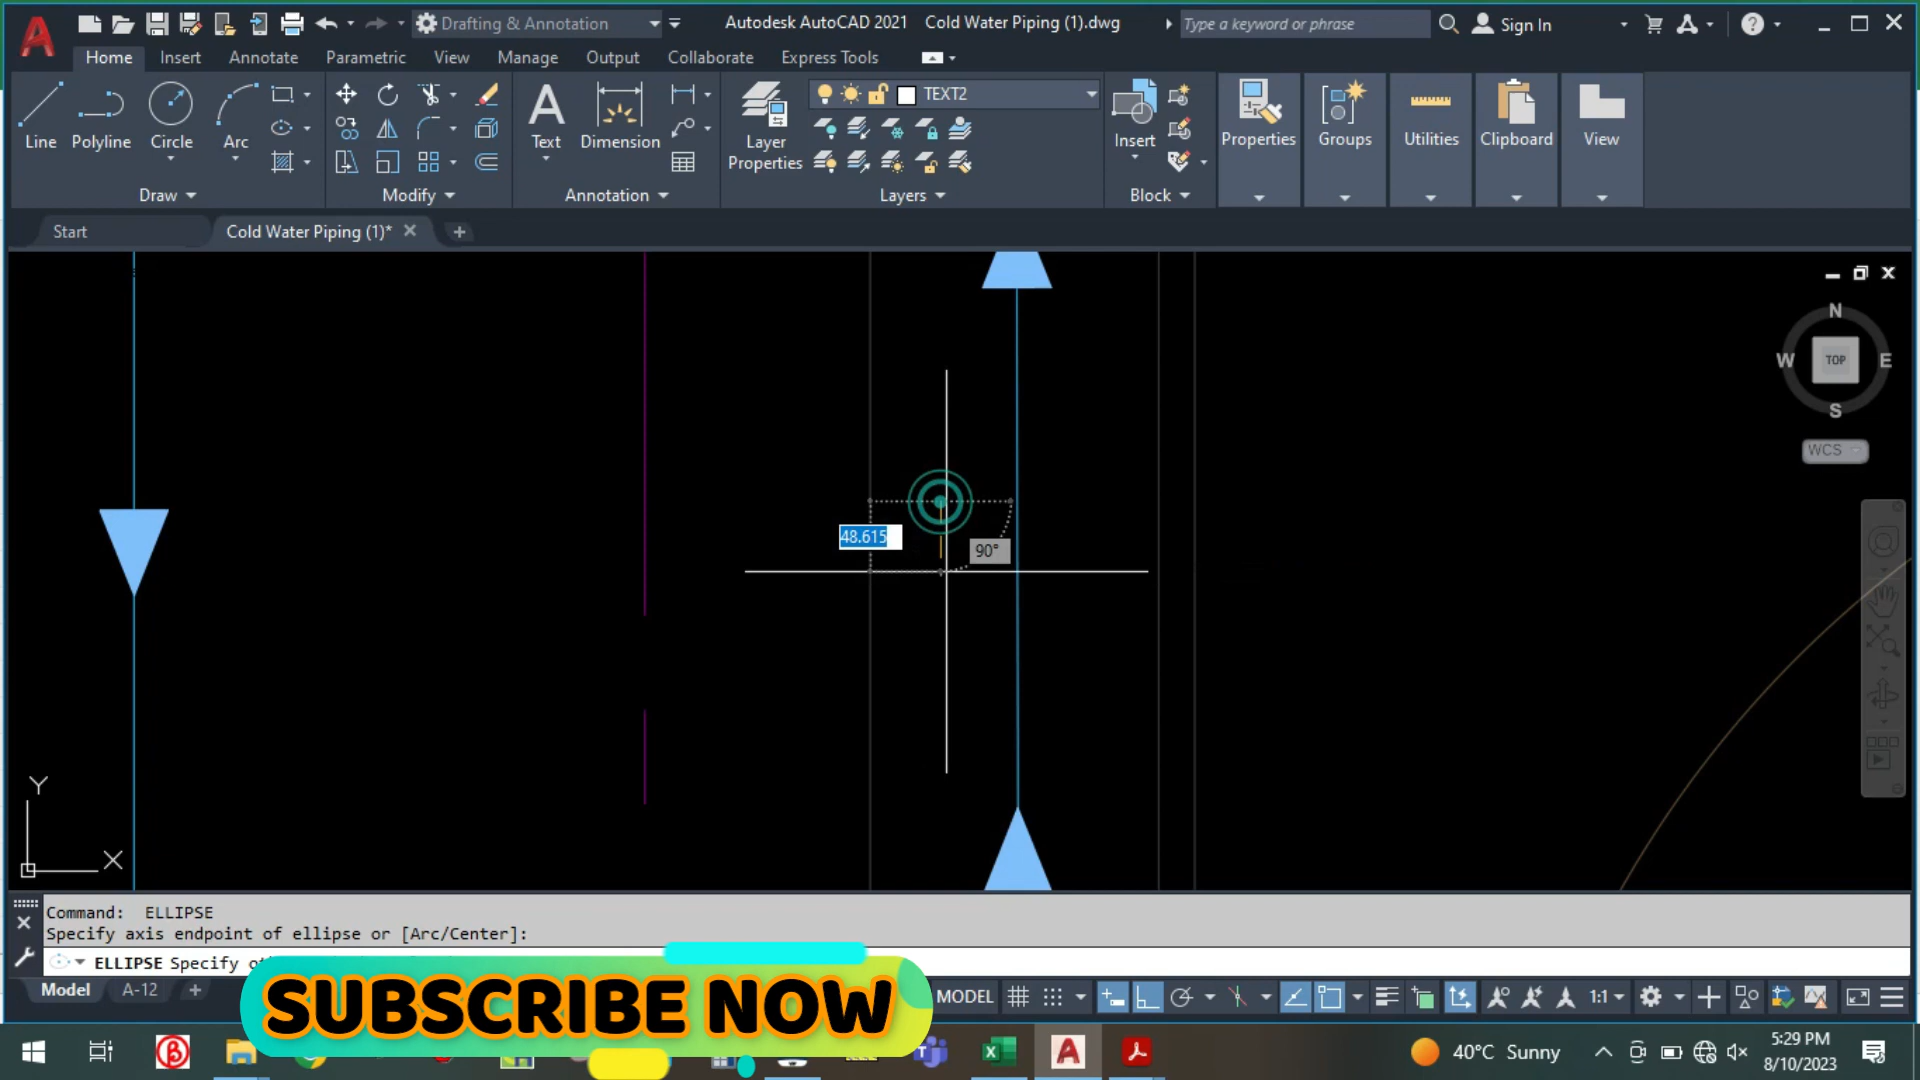 Drafting & Annotation
Autodesk AutoCAD 2021 Cold Water Piping (1).dwg
Type a keyword or phrase
Sign In
Home Insert Annotate Parametric View Manage Output Collaborate Express Tools
TEXT2
Line Polyline Circle Arc
Text Dimension
Layer Properties
Insert
Properties Groups Utilities Clipboard View
Draw Modify Annotation Layers Block
Start Cold Water Piping (1)*
N
W TOP E
S
WCS
48.615
90°
Y
X
Command: ELLIPSE
Specify axis endpoint of ellipse or [Arc/Center]:
ELLIPSE Specify
Model A-12
SUBSCRIBE NOW
MODEL
1:1
40°C Sunny
5:29 PM
8/10/2023